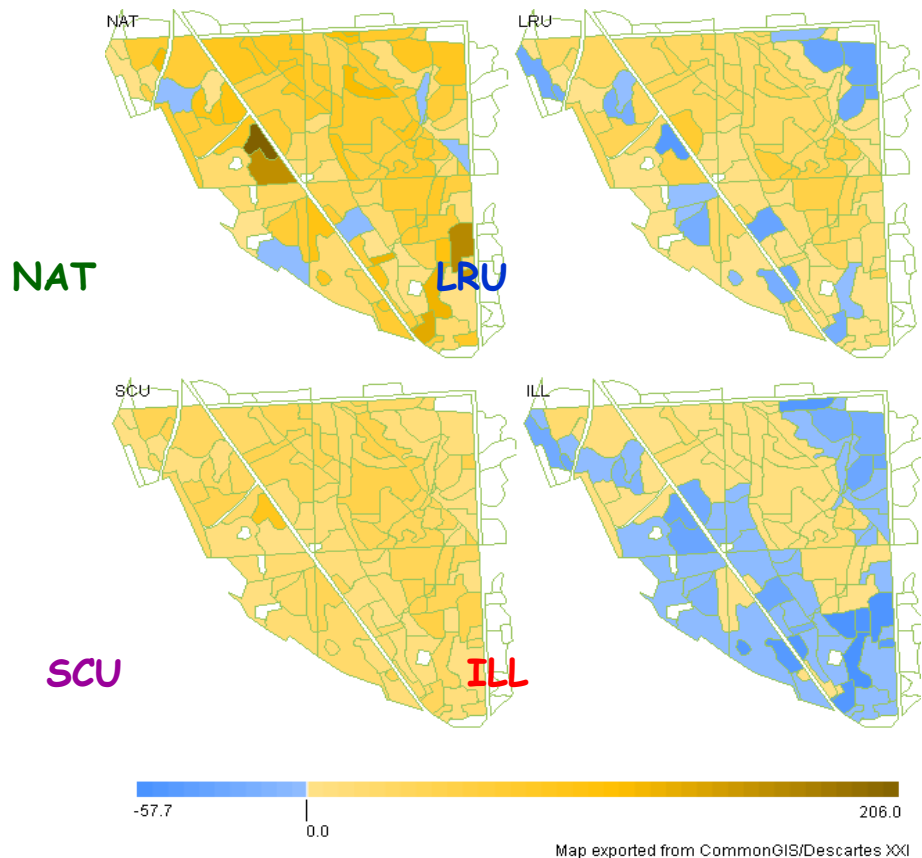 NAT
LRU
NAT
LRU
SCU
ILL
SCU
ILL
-57.7
0.0
206.0
Map exported from CommonGIS/Descartes XXI